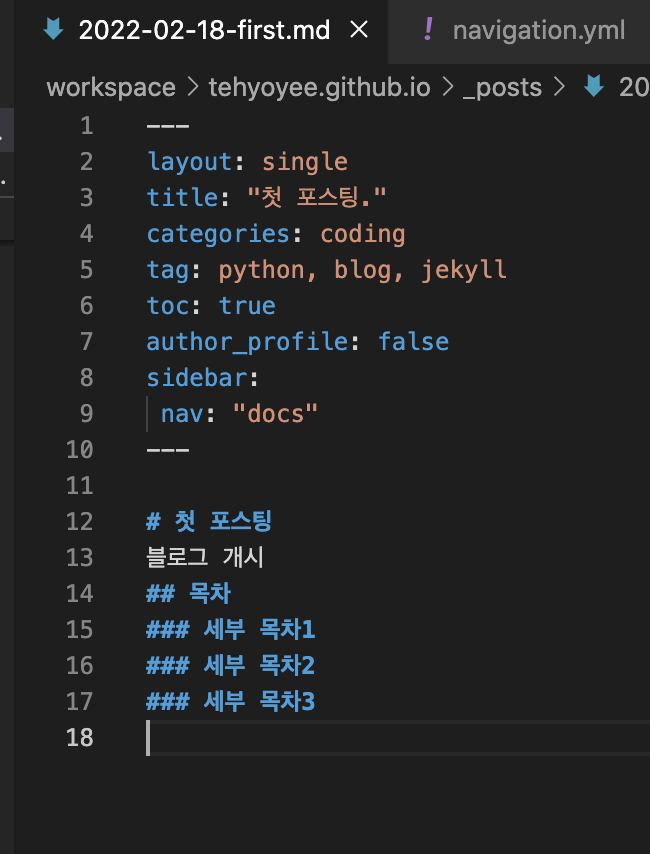 2022-02-18-first.md ×   ! navigation.yml
workspace > tehyoyee.github.io > _posts > 20
1 ---
2 layout: single
3 title: "첫 포스팅."
4 categories: coding
5 tag: python, blog, jekyll
6 toc: true
7 author_profile: false
8 sidebar:
9  nav: "docs"
10 ---
11
12 # 첫 포스팅
13 블로그 개시
14 ## 목차
15 ### 세부 목차1
16 ### 세부 목차2
17 ### 세부 목차3
18